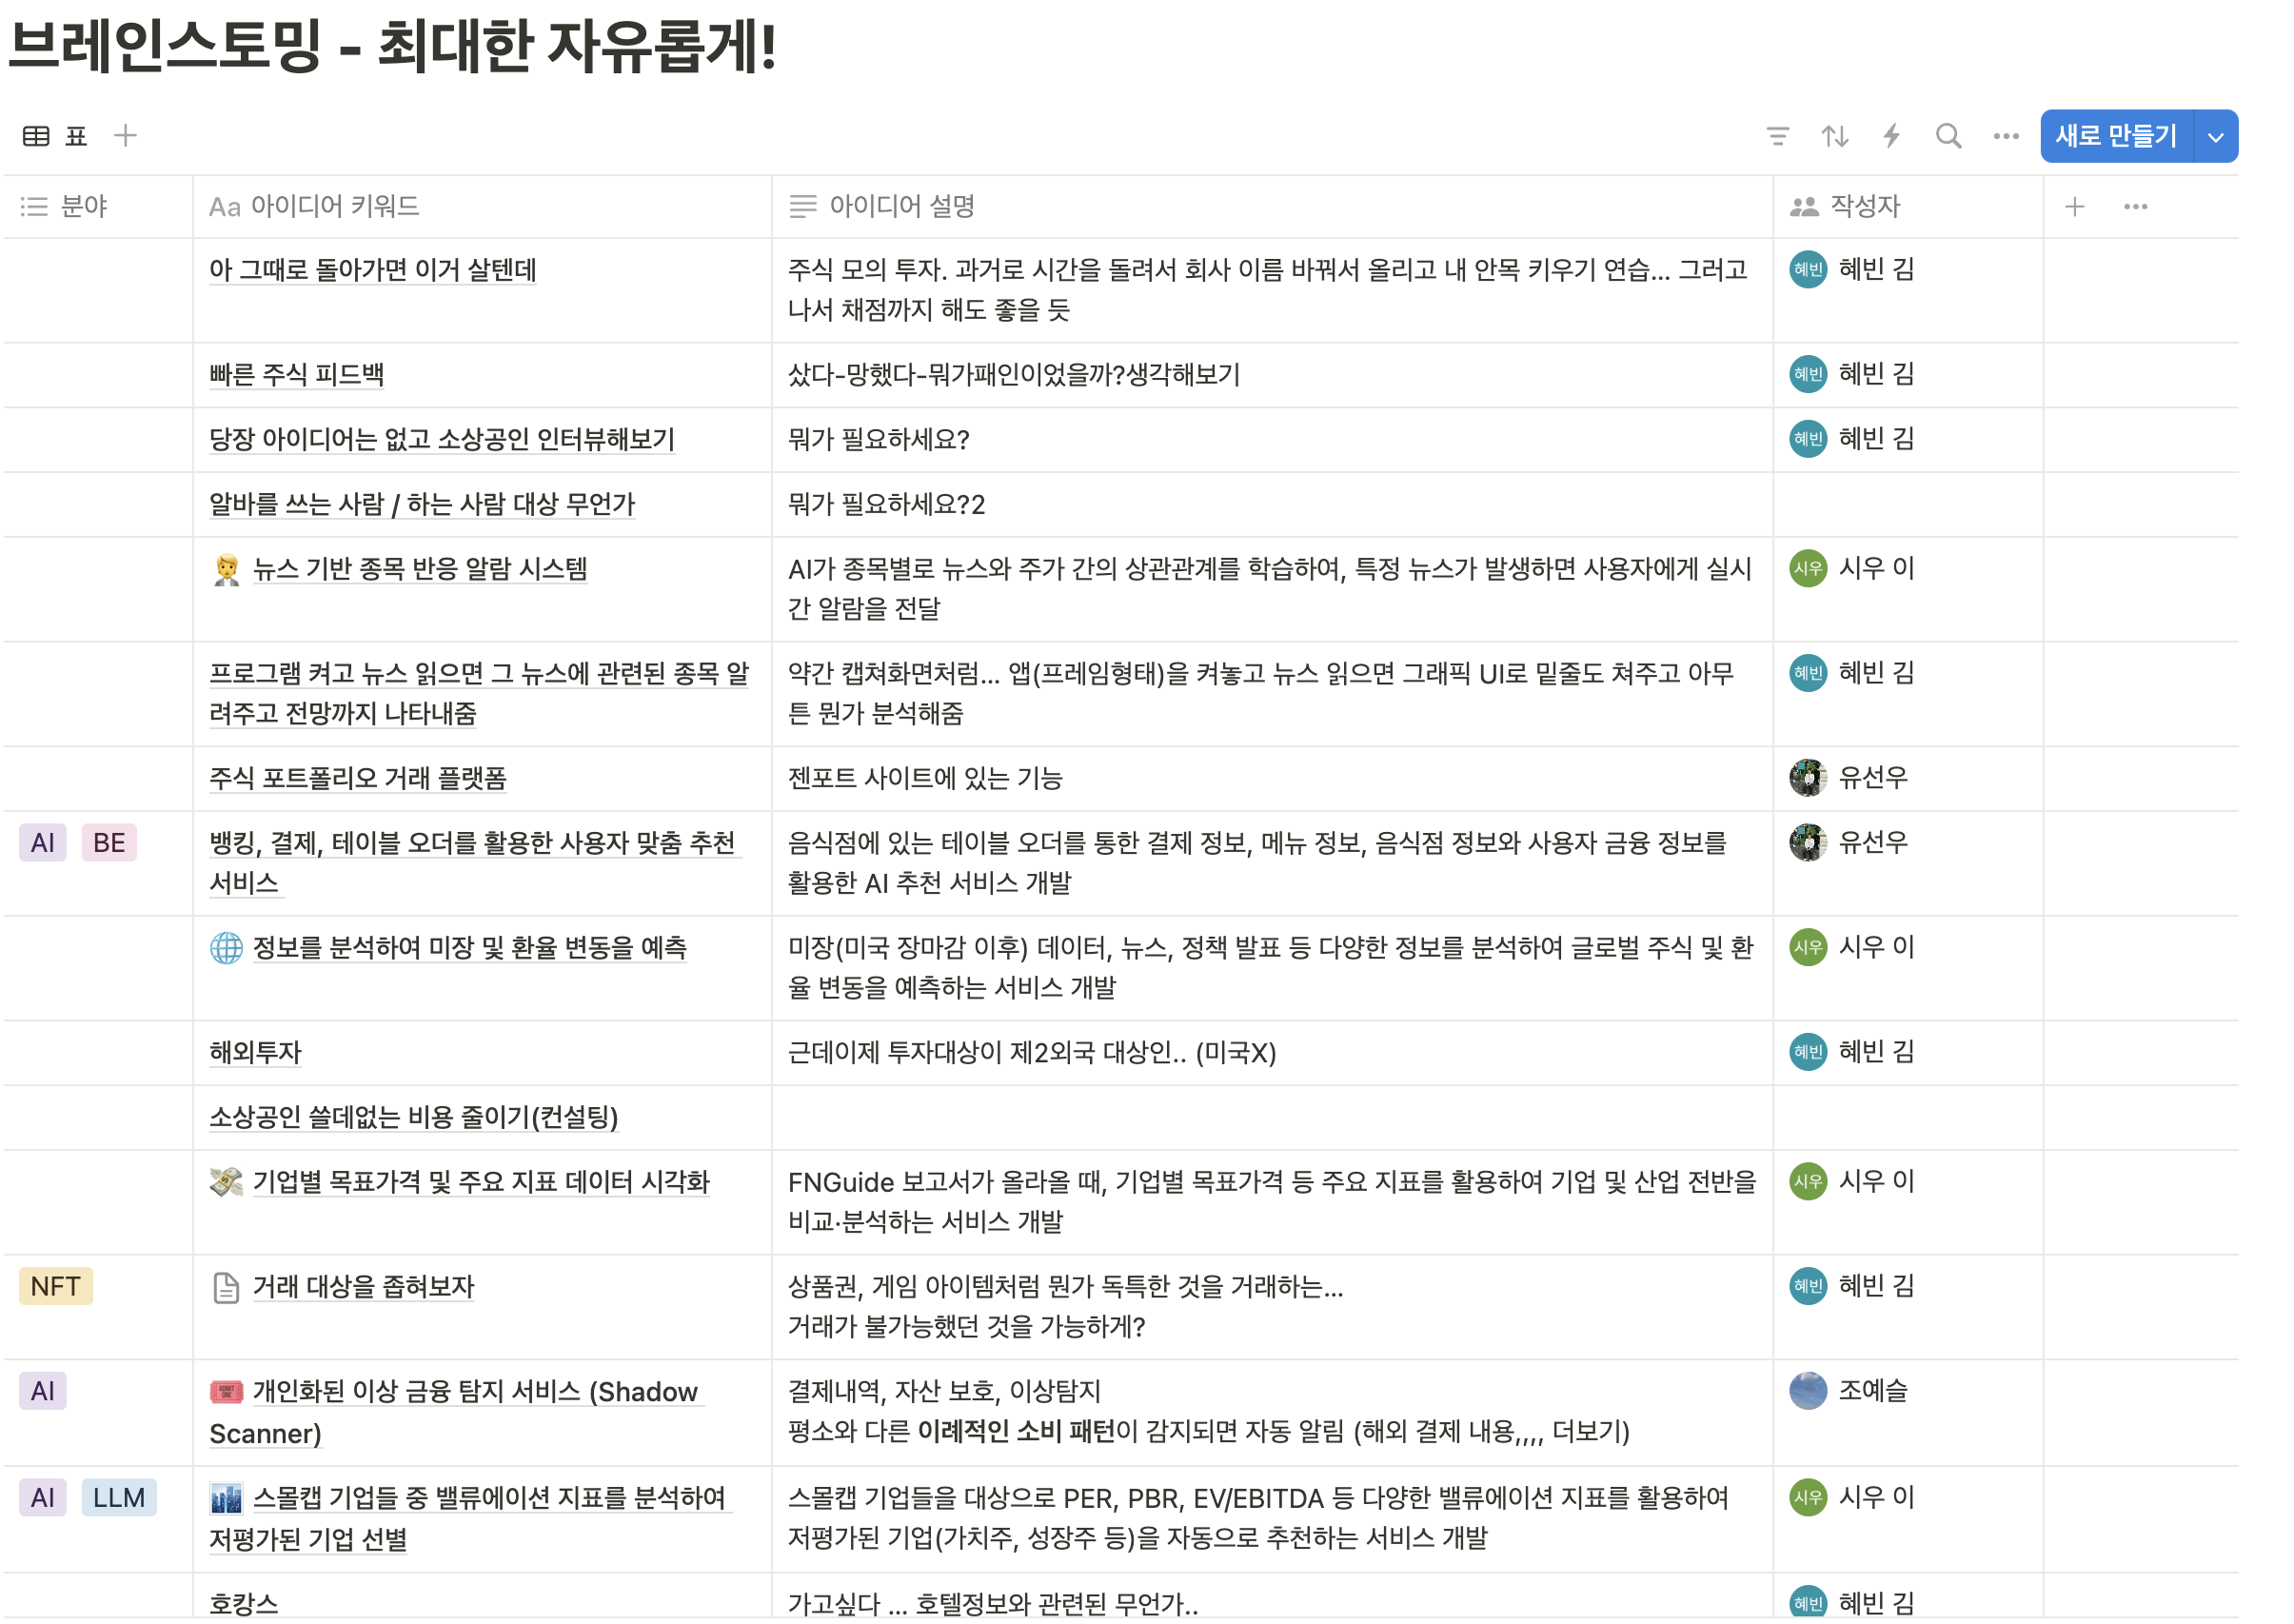 브레인스토밍 - 최대한 자유롭게!
표
새로 만들기
분야
Aa 아이디어 키워드
아이디어 설명
작성자
아 그때로 돌아가면 이거 살텐데
주식 모의 투자. 과거로 시간을 돌려서 회사 이름 바꿔서 올리고 내 안목 키우기 연습... 그러고
나서 채점까지 해도 좋을 듯
혜빈 혜빈 김
빠른 주식 피드백
샀다-망했다-뭐가패인이었을까?생각해보기
혜빈 혜빈 김
당장 아이디어는 없고 소상공인 인터뷰해보기
뭐가 필요하세요?
혜빈 혜빈 김
알바를 쓰는 사람 / 하는 사람 대상 무언가
뭐가 필요하세요?2
뉴스 기반 종목 반응 알람 시스템
AI가 종목별로 뉴스와 주가 간의 상관관계를 학습하여, 특정 뉴스가 발생하면 사용자에게 실시
간 알람을 전달
시우 시우 이
프로그램 켜고 뉴스 읽으면 그 뉴스에 관련된 종목 알
려주고 전망까지 나타내줌
약간 캡쳐화면처럼... 앱(프레임형태)을 켜놓고 뉴스 읽으면 그래픽 UI로 밑줄도 쳐주고 아무
튼 뭔가 분석해줌
혜빈 혜빈 김
주식 포트폴리오 거래 플랫폼
젠포트 사이트에 있는 기능
유선우
AI BE
뱅킹, 결제, 테이블 오더를 활용한 사용자 맞춤 추천
서비스
음식점에 있는 테이블 오더를 통한 결제 정보, 메뉴 정보, 음식점 정보와 사용자 금융 정보를
활용한 AI 추천 서비스 개발
유선우
정보를 분석하여 미장 및 환율 변동을 예측
미장(미국 장마감 이후) 데이터, 뉴스, 정책 발표 등 다양한 정보를 분석하여 글로벌 주식 및 환
율 변동을 예측하는 서비스 개발
시우 시우 이
해외투자
근데이제 투자대상이 제2외국 대상인.. (미국X)
혜빈 혜빈 김
소상공인 쓸데없는 비용 줄이기(컨설팅)
기업별 목표가격 및 주요 지표 데이터 시각화
FNGuide 보고서가 올라올 때, 기업별 목표가격 등 주요 지표를 활용하여 기업 및 산업 전반을
비교·분석하는 서비스 개발
시우 시우 이
NFT
거래 대상을 좁혀보자
상품권, 게임 아이템처럼 뭔가 독특한 것을 거래하는...
거래가 불가능했던 것을 가능하게?
혜빈 혜빈 김
AI
개인화된 이상 금융 탐지 서비스 (Shadow
Scanner)
결제내역, 자산 보호, 이상탐지
평소와 다른 이례적인 소비 패턴이 감지되면 자동 알림 (해외 결제 내용,,,, 더보기)
조예슬
AI LLM
스몰캡 기업들 중 밸류에이션 지표를 분석하여
저평가된 기업 선별
스몰캡 기업들을 대상으로 PER, PBR, EV/EBITDA 등 다양한 밸류에이션 지표를 활용하여
저평가된 기업(가치주, 성장주 등)을 자동으로 추천하는 서비스 개발
시우 시우 이
호캉스
가고싶다 ... 호텔정보와 관련된 무언가..
혜빈 혜빈 김